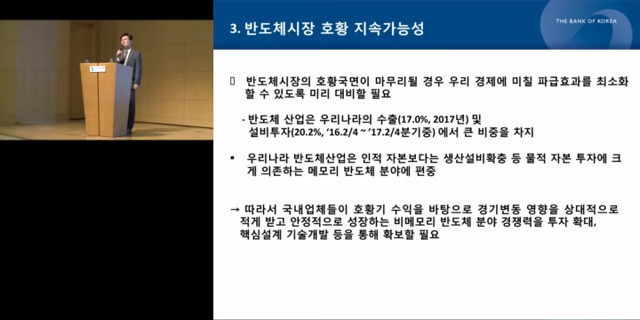 3. 반도체시장 호황 지속가능성
THE BANK OF KOREA
▯ 반도체시장의 호황국면이 마무리될 경우 우리 경제에 미칠 파급효과를 최소화
할 수 있도록 미리 대비할 필요
- 반도체 산업은 우리나라의 수출(17.0%, 2017년) 및
설비투자(20.2%, ‘16.2/4 ~ ’17.2/4분기중) 에서 큰 비중을 차지
▪ 우리나라 반도체산업은 인적 자본보다는 생산설비확충 등 물적 자본 투자에 크
게 의존하는 메모리 반도체 분야에 편중
→ 따라서 국내업체들이 호황기 수익을 바탕으로 경기변동 영향을 상대적으로
적게 받고 안정적으로 성장하는 비메모리 반도체 분야 경쟁력을 투자 확대,
핵심설계 기술개발 등을 통해 확보할 필요